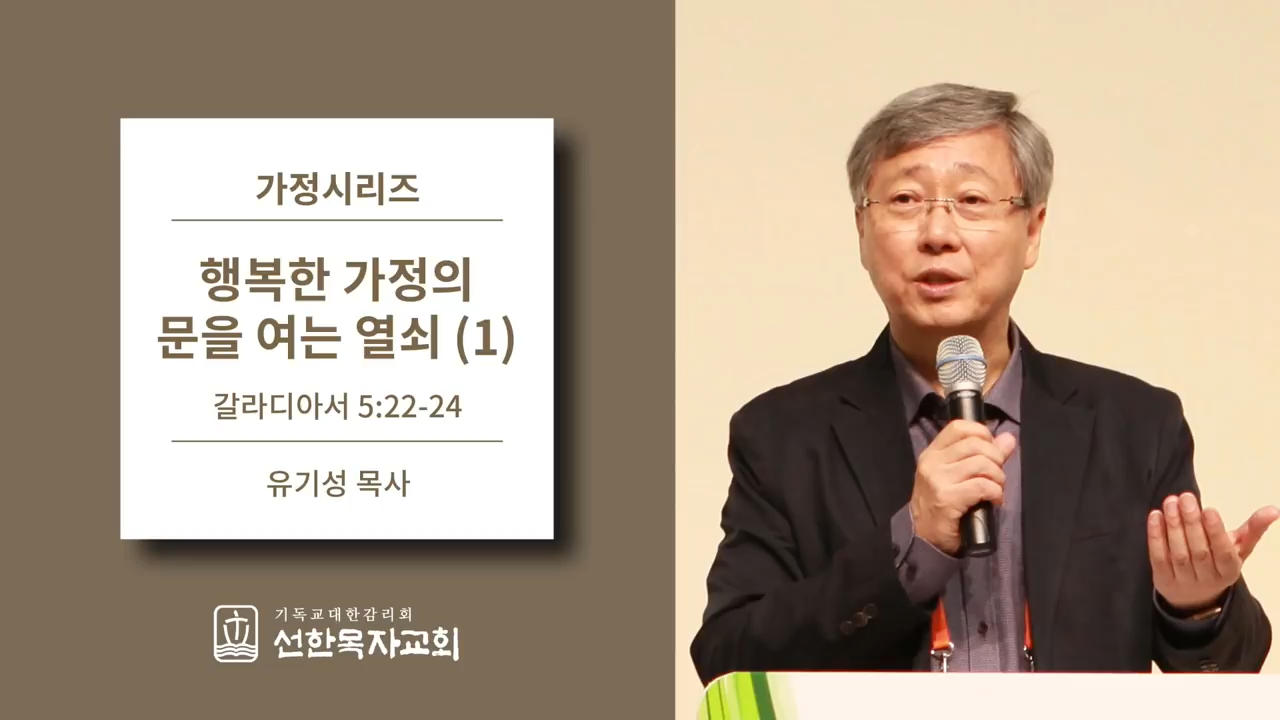 가정시리즈
행복한 가정의
문을 여는 열쇠 (1)
갈라디아서 5:22-24
유기성 목사
기독교대한감리회
선한목자교회